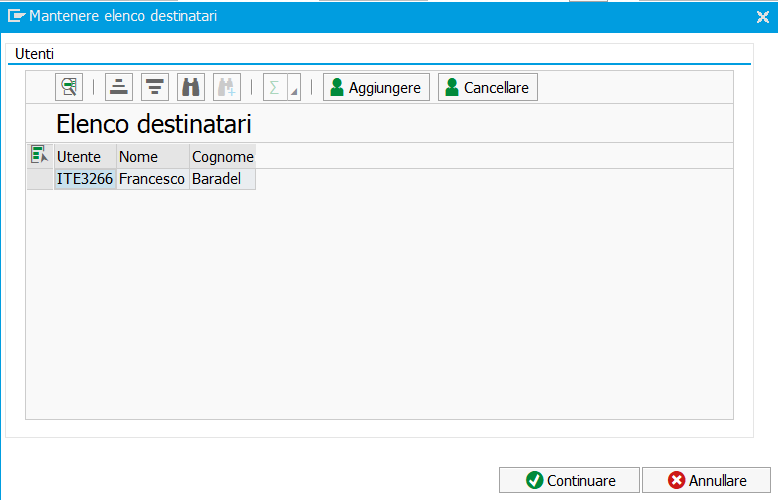 Mantenere elenco destinatari
Utenti
Σ Aggiungere Cancellare
Elenco destinatari
Utente Nome Cognome
ITE3266 Francesco Baradel
Continuare Annullare